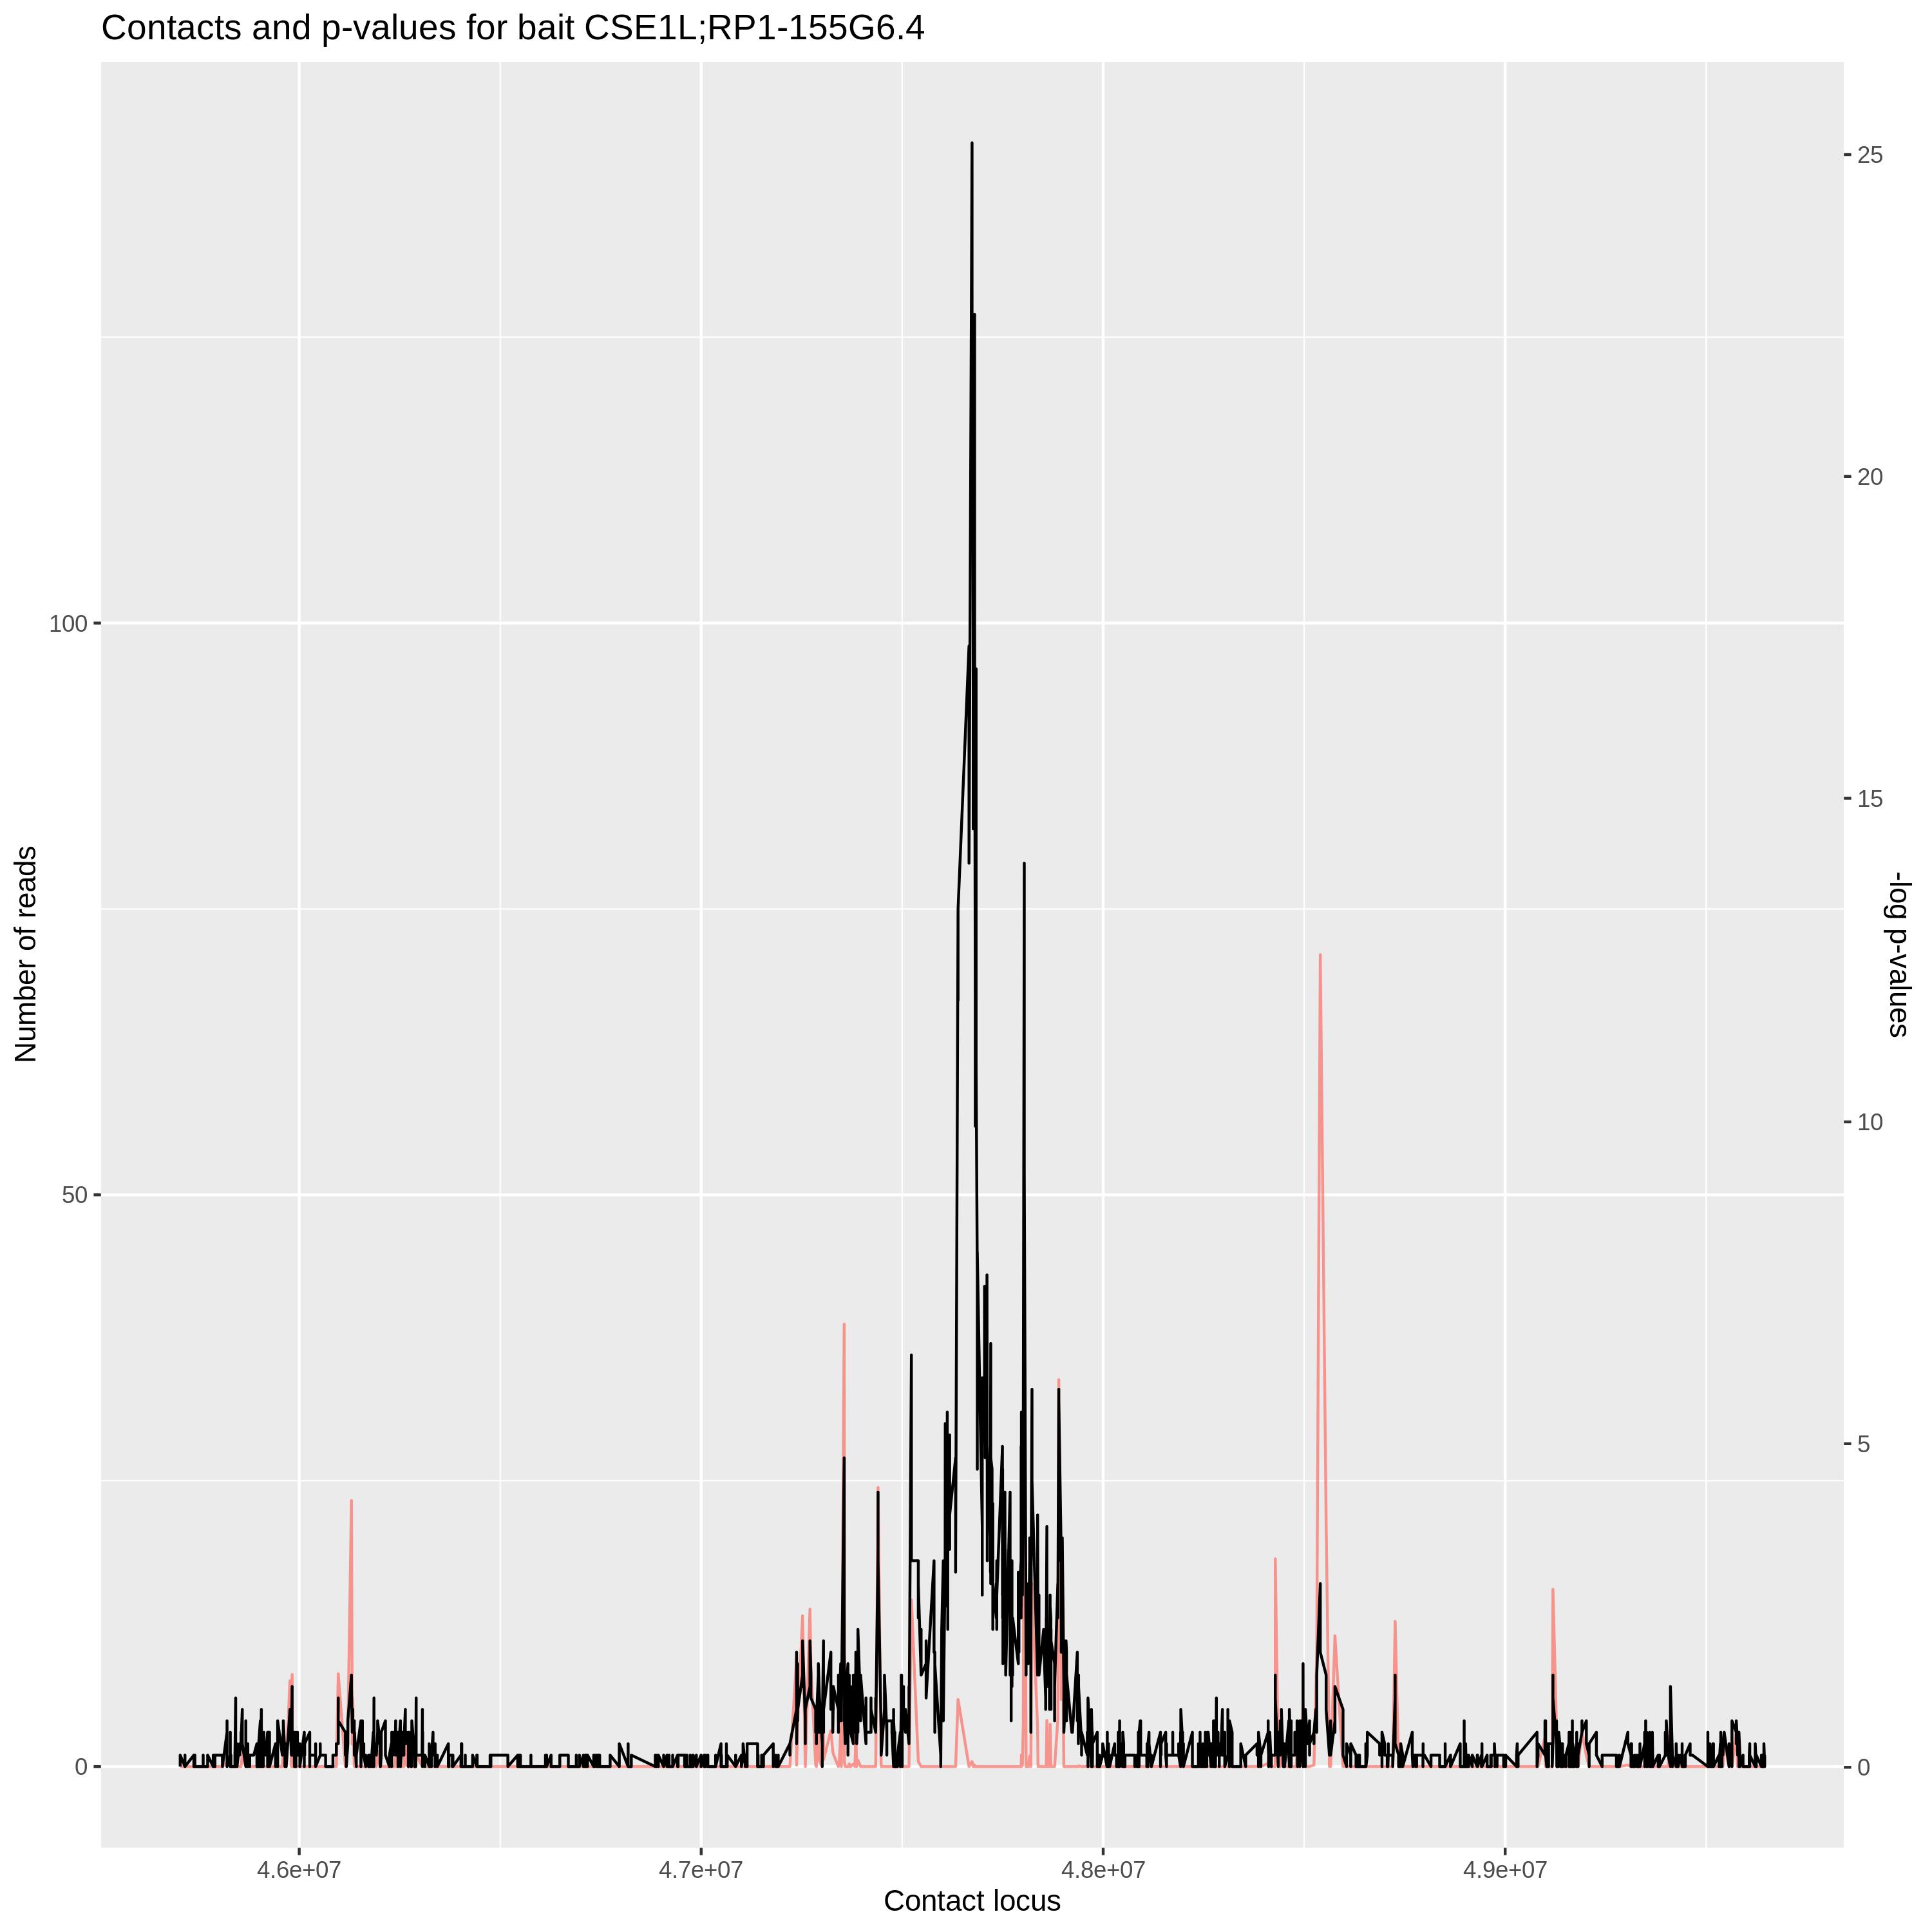 Contacts and p-values for bait CSE1L;RP1-155G6.4
Number of reads
100
50
0
25
20
15
10
5
0
-log p-values
4.6e+07
4.7e+07
4.8e+07
4.9e+07
Contact locus